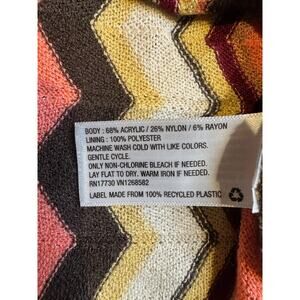 BODY : 68% ACRYLIC / 26% NYLON / 6% RAYON
LINING : 100% POLYESTER
MACHINE WASH COLD WITH LIKE COLORS.
GENTLE CYCLE.
ONLY NON-CHLORINE BLEACH IF NEEDED.
LAY FLAT TO DRY. WARM IRON IF NEEDED.
RN17730 VN1268582
LABEL MADE FROM 100% RECYCLED PLASTIC